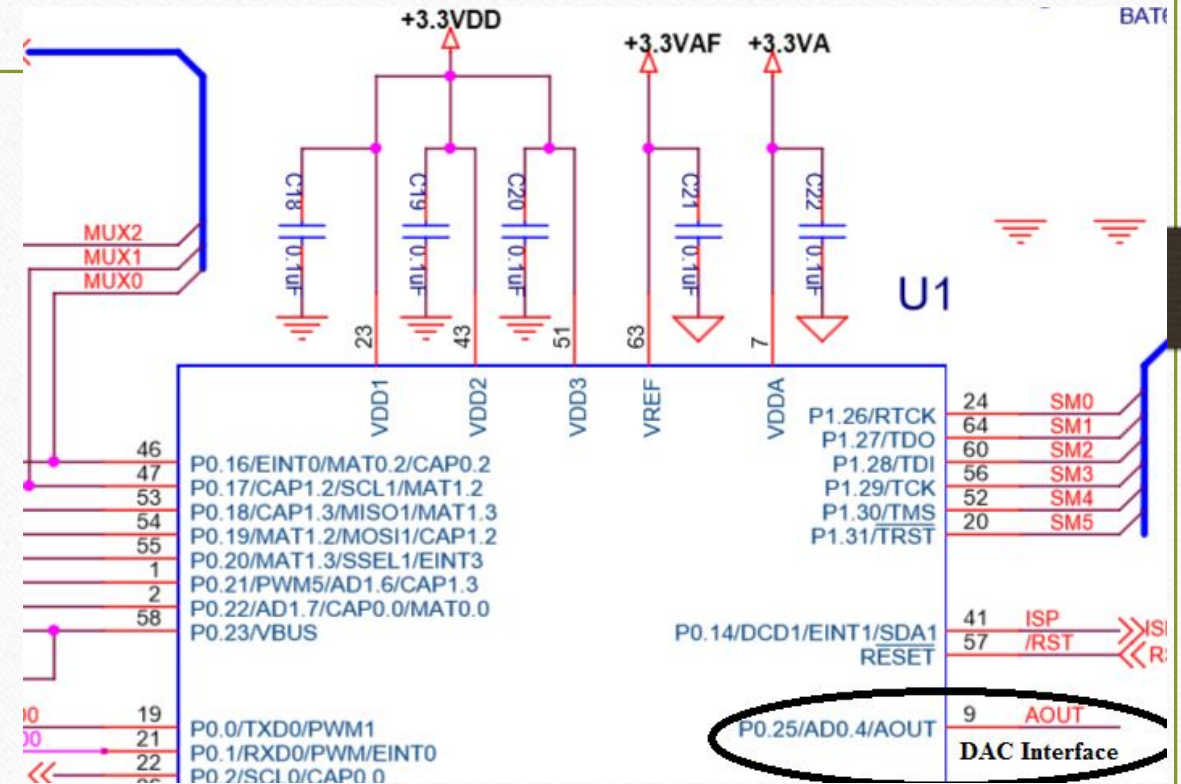 BAT6
+3.3VDD
+3.3VAF
+3.3VA
C18
0.1uF
C19
0.1uF
C20
0.1uF
C21
0.1uF
C22
0.1uF
MUX2
MUX1
MUX0
U1
23
43
51
63
7
VDD1
VDD2
VDD3
VREF
VDDA
46 P0.16/EINT0/MAT0.2/CAP0.2
47 P0.17/CAP1.2/SCL1/MAT1.2
53 P0.18/CAP1.3/MISO1/MAT1.3
54 P0.19/MAT1.2/MOSI1/CAP1.2
55 P0.20/MAT1.3/SSEL1/EINT3
1 P0.21/PWM5/AD1.6/CAP1.3
2 P0.22/AD1.7/CAP0.0/MAT0.0
58 P0.23/VBUS
P1.26/RTCK 24 SM0
P1.27/TDO 64 SM1
P1.28/TDI 60 SM2
P1.29/TCK 56 SM3
P1.30/TMS 52 SM4
P1.31/TRST 20 SM5
P0.14/DCD1/EINT1/SDA1 41 ISP
RESET 57 /RST
19 P0.0/TXD0/PWM1
21 P0.1/RXD0/PWM/EINT0
22 P0.2/SCL0/CAP0.0
P0.25/AD0.4/AOUT 9 AOUT
DAC Interface